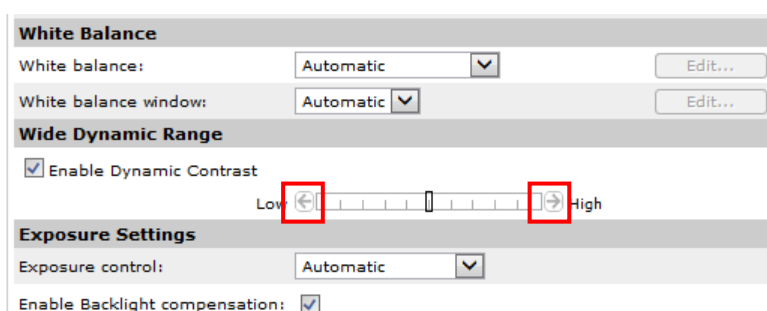 White Balance
White balance: Automatic Edit...
White balance window: Automatic Edit...
Wide Dynamic Range
Enable Dynamic Contrast
Low High
Exposure Settings
Exposure control: Automatic
Enable Backlight compensation: